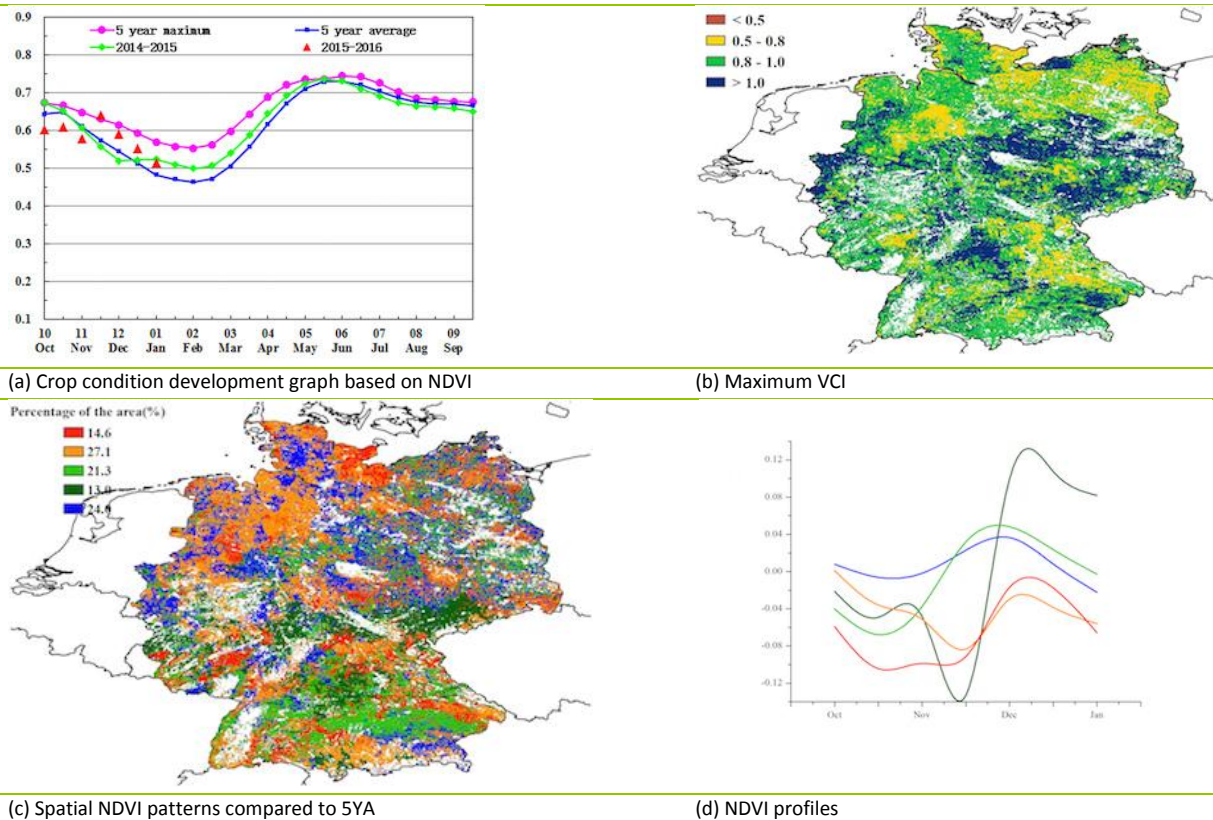 0.9
0.8
0.7
0.6
0.5
0.4
0.3
0.2
0.1
5 year maximum
5 year average
2014-2015
2015-2016
10 11 12 01 02 03 04 05 06 07 08 09
Oct Nov Dec Jan Feb Mar Apr May Jun Jul Aug Sep
< 0.5
0.5 - 0.8
0.8 - 1.0
> 1.0
(a) Crop condition development graph based on NDVI
(b) Maximum VCI
Percentage of the area(%)
14.6
27.1
21.3
13.0
0.12
0.08
0.04
0.00
-0.04
-0.08
-0.12
Oct Nov Dec Jan
(c) Spatial NDVI patterns compared to 5YA
(d) NDVI profiles